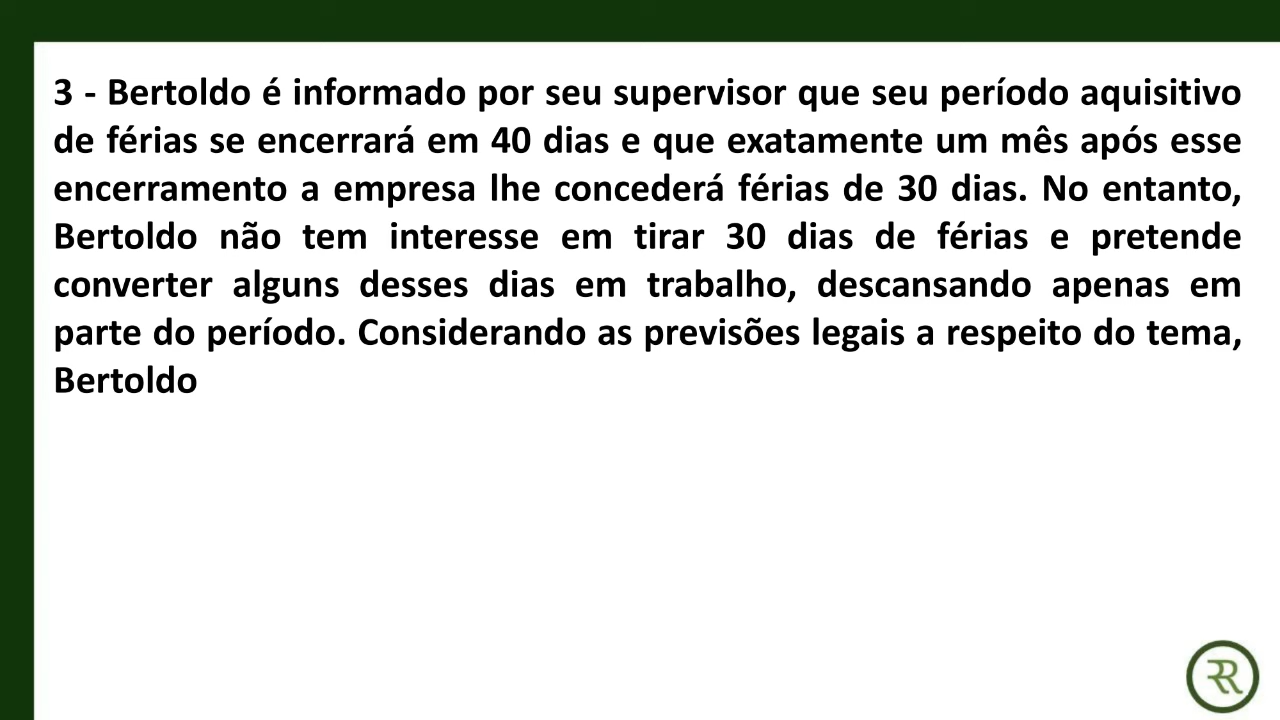 3 - Bertoldo é informado por seu supervisor que seu período aquisitivo
de férias se encerrará em 40 dias e que exatamente um mês após esse
encerramento a empresa lhe concederá férias de 30 dias. No entanto,
Bertoldo não tem interesse em tirar 30 dias de férias e pretende
converter alguns desses dias em trabalho, descansando apenas em
parte do período. Considerando as previsões legais a respeito do tema,
Bertoldo